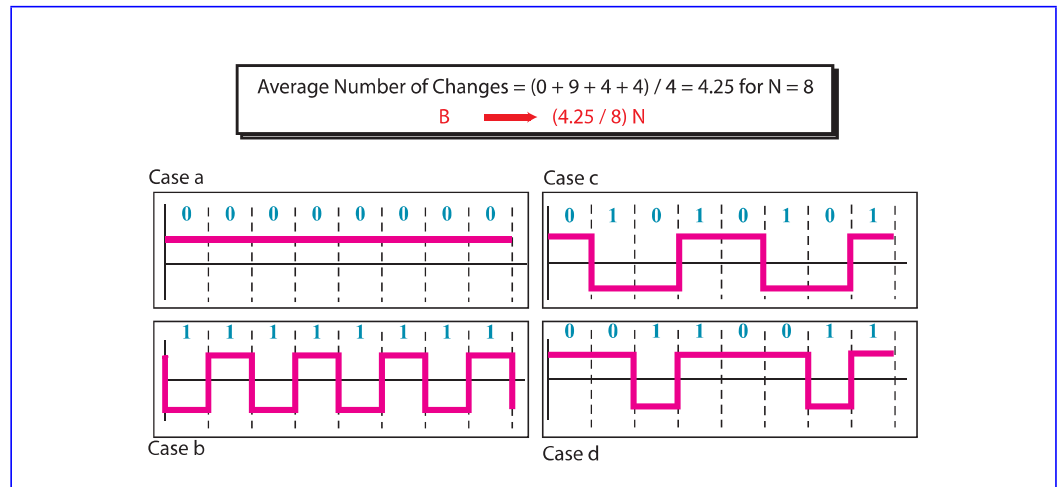 Average Number of Changes = (0 + 9 + 4 + 4) / 4 = 4.25 for N = 8
B (4.25 / 8) N
Case a
0 0 0 0 0 0 0 0
Case c
0 1 0 1 0 1 0 1
1 1 1 1 1 1 1 1
Case b
0 0 1 1 0 0 1 1
Case d